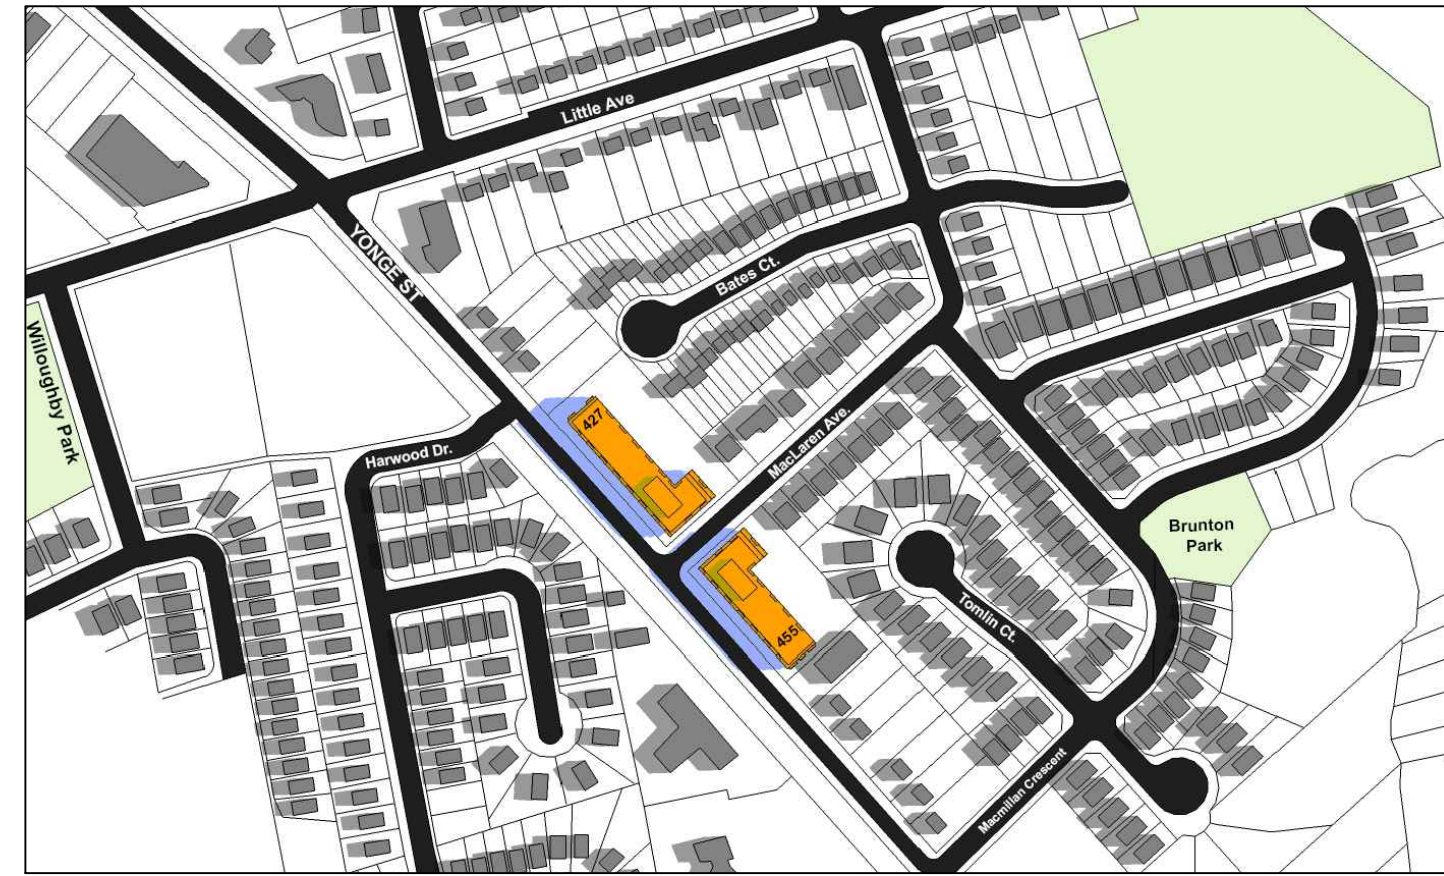 Little Ave
YONGE ST
Bates Ct.
Willoughby Park
427
MacLaren Ave.
Harwood Dr.
Brunton
Park
Tomlin Ct.
455
Macmillan Crescent